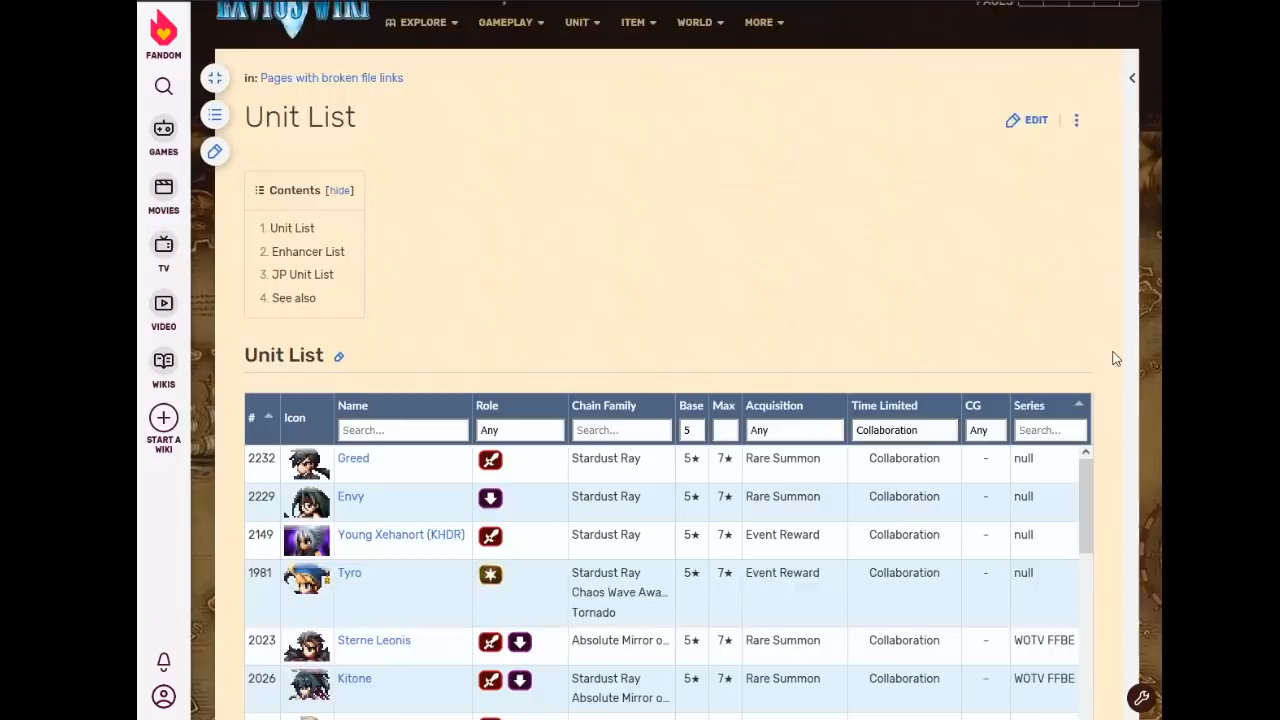 EXVIUS WIKI
EXPLORE GAMEPLAY UNIT ITEM WORLD MORE
PAGES
FANDOM
GAMES
MOVIES
TV
VIDEO
WIKIS
START A
WIKI
in: Pages with broken file links
Unit List
EDIT
Contents [hide]
1. Unit List
2. Enhancer List
3. JP Unit List
4. See also
Unit List
# Icon Name Role Chain Family Base Max Acquisition Time Limited CG Series
Search... Any Search... 5 Any Collaboration Any Search...
2232 Greed Stardust Ray 5★ 7★ Rare Summon Collaboration - null
2229 Envy Stardust Ray 5★ 7★ Rare Summon Collaboration - null
2149 Young Xehanort (KHDR) Stardust Ray 5★ 7★ Event Reward Collaboration - null
1981 Tyro Stardust Ray 5★ 7★ Event Reward Collaboration - null
Chaos Wave Awa...
Tornado
2023 Sterne Leonis Absolute Mirror o... 5★ 7★ Rare Summon Collaboration - WOTV FFBE
2026 Kitone Stardust Ray 5★ 7★ Rare Summon Collaboration - WOTV FFBE
Absolute Mirror o...